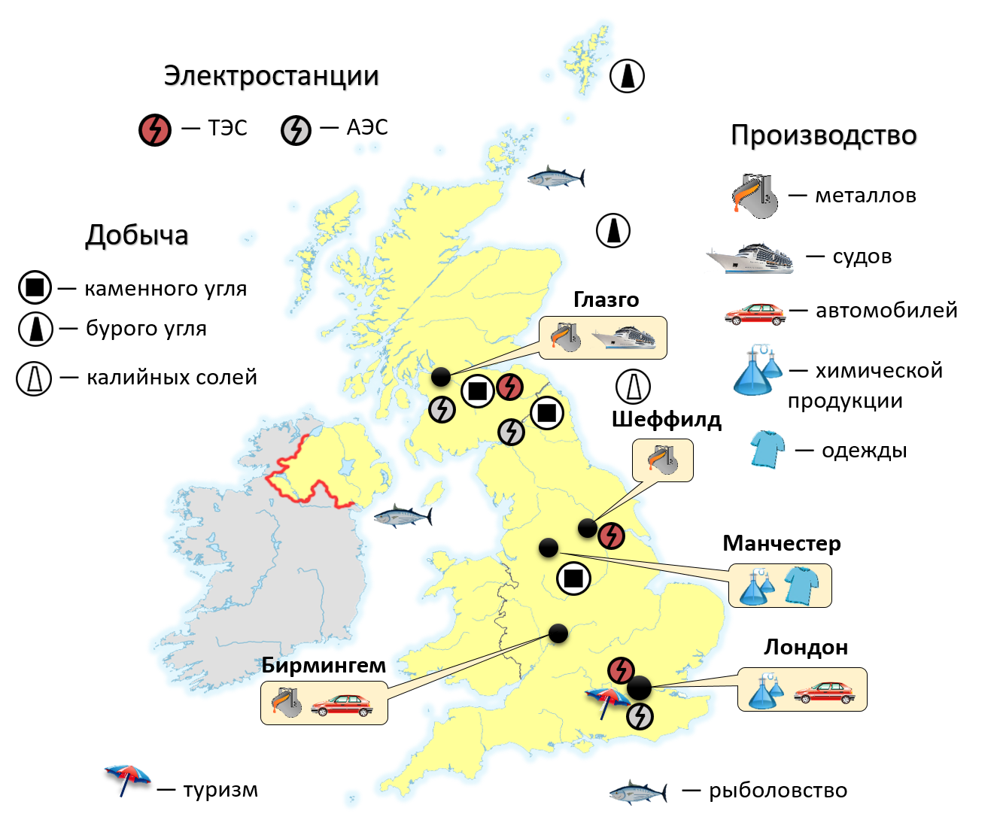 Электростанции
— ТЭС
— АЭС
Производство
— металлов
— судов
— автомобилей
— химической
продукции
— одежды
Добыча
— каменного угля
— бурого угля
— калийных солей
Глазго
Шеффилд
Манчестер
Лондон
Бирмингем
— туризм
— рыболовство